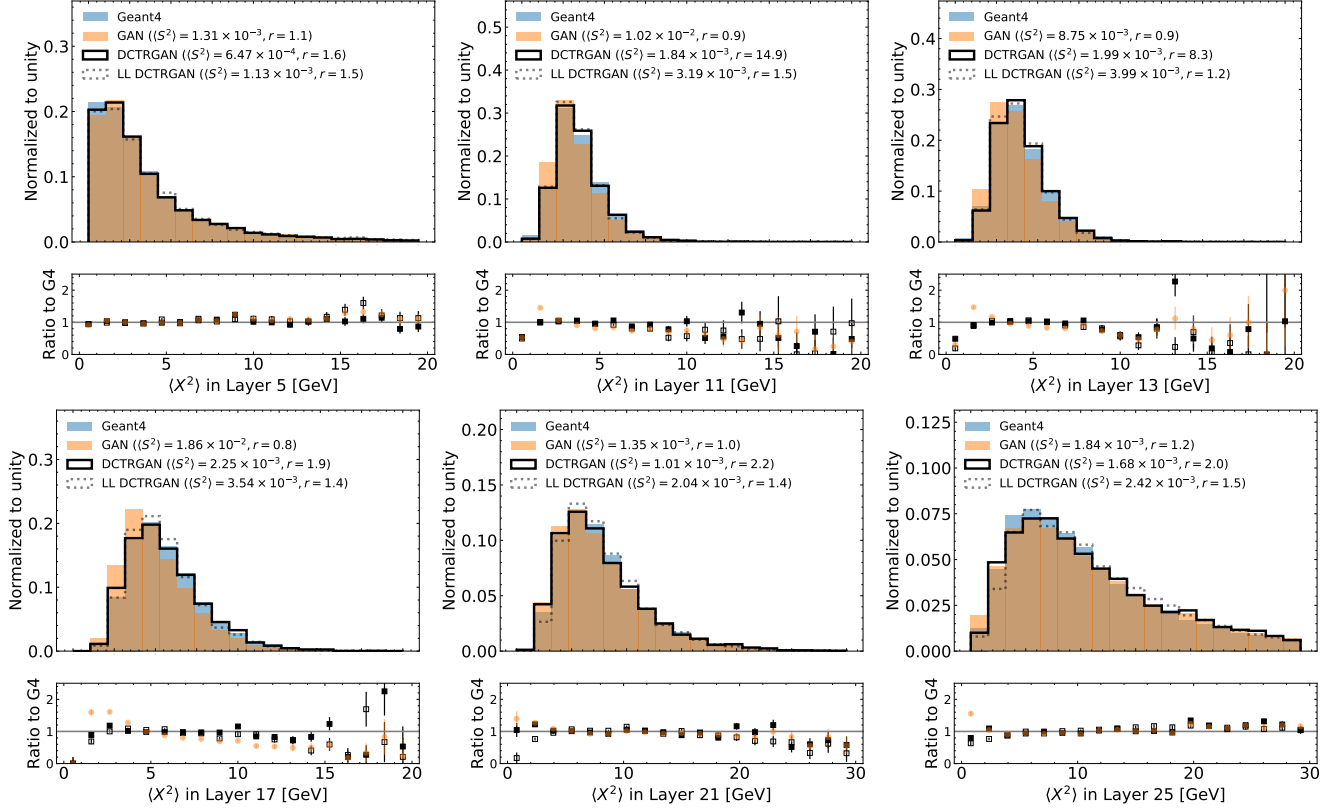 Normalized to unity
0.3
0.2
0.1
0.0
Geant4
GAN (⟨S²⟩ = 1.31 × 10⁻³, r = 1.1)
DCTRGAN (⟨S²⟩ = 6.47 × 10⁻⁴, r = 1.6)
LL DCTRGAN (⟨S²⟩ = 1.13 × 10⁻³, r = 1.5)
Ratio to G4
2
1
0
0 5 10 15 20
⟨X²⟩ in Layer 5 [GeV]
Normalized to unity
0.5
0.4
0.3
0.2
0.1
0.0
Geant4
GAN (⟨S²⟩ = 1.02 × 10⁻², r = 0.9)
DCTRGAN (⟨S²⟩ = 1.84 × 10⁻³, r = 14.9)
LL DCTRGAN (⟨S²⟩ = 3.19 × 10⁻³, r = 1.5)
Ratio to G4
2
1
0
0 5 10 15 20
⟨X²⟩ in Layer 11 [GeV]
Normalized to unity
0.4
0.3
0.2
0.1
0.0
Geant4
GAN (⟨S²⟩ = 8.75 × 10⁻³, r = 0.9)
DCTRGAN (⟨S²⟩ = 1.99 × 10⁻³, r = 8.3)
LL DCTRGAN (⟨S²⟩ = 3.99 × 10⁻³, r = 1.2)
Ratio to G4
2
1
0
0 5 10 15 20
⟨X²⟩ in Layer 13 [GeV]
Normalized to unity
0.3
0.2
0.1
0.0
Geant4
GAN (⟨S²⟩ = 1.86 × 10⁻², r = 0.8)
DCTRGAN (⟨S²⟩ = 2.25 × 10⁻³, r = 1.9)
LL DCTRGAN (⟨S²⟩ = 3.54 × 10⁻³, r = 1.4)
Ratio to G4
2
1
0
0 5 10 15 20
⟨X²⟩ in Layer 17 [GeV]
Normalized to unity
0.20
0.15
0.10
0.05
0.00
Geant4
GAN (⟨S²⟩ = 1.35 × 10⁻³, r = 1.0)
DCTRGAN (⟨S²⟩ = 1.01 × 10⁻³, r = 2.2)
LL DCTRGAN (⟨S²⟩ = 2.04 × 10⁻³, r = 1.4)
Ratio to G4
2
1
0
0 10 20 30
⟨X²⟩ in Layer 21 [GeV]
Normalized to unity
0.125
0.100
0.075
0.050
0.025
0.000
Geant4
GAN (⟨S²⟩ = 1.84 × 10⁻³, r = 1.2)
DCTRGAN (⟨S²⟩ = 1.68 × 10⁻³, r = 2.0)
LL DCTRGAN (⟨S²⟩ = 2.42 × 10⁻³, r = 1.5)
Ratio to G4
2
1
0
0 10 20 30
⟨X²⟩ in Layer 25 [GeV]